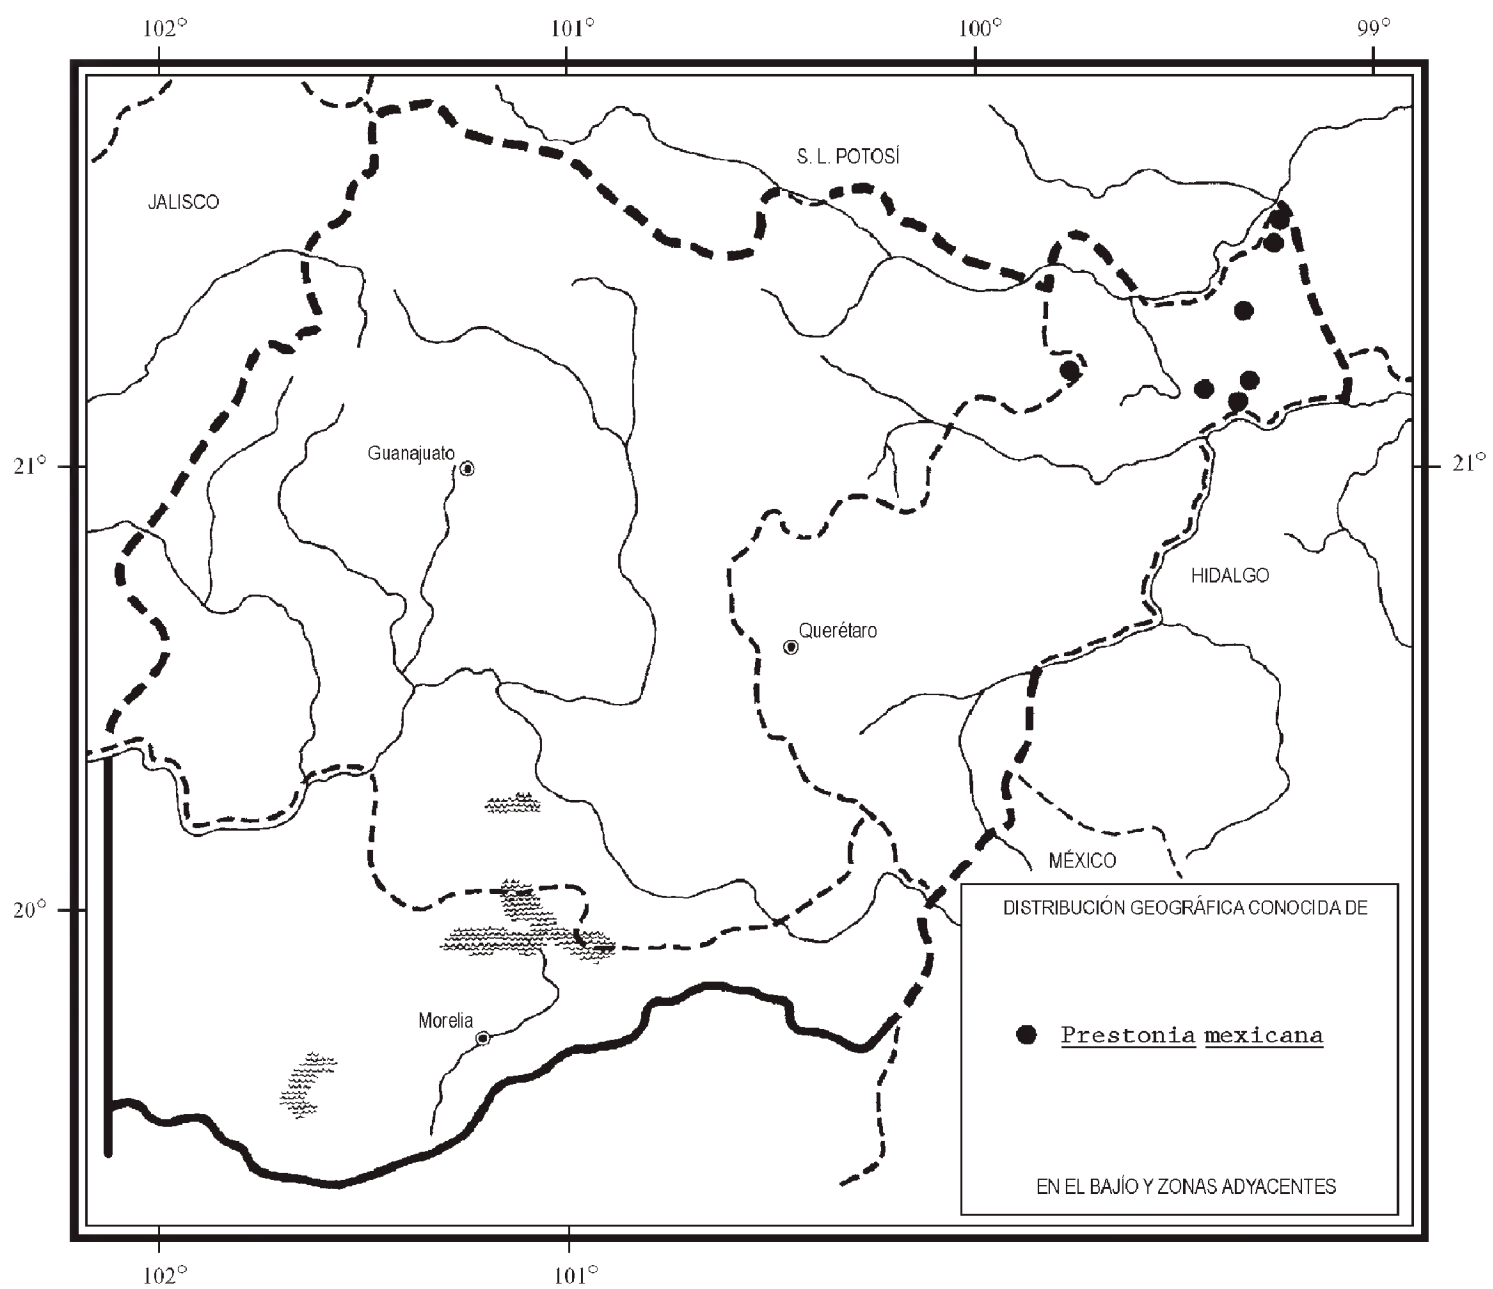 102° 101° 100° 99°
S. L. POTOSÍ
JALISCO
Guanajuato
21° 21°
HIDALGO
Querétaro
MÉXICO
20°
DISTRIBUCIÓN GEOGRÁFICA CONOCIDA DE
Morelia
Prestonia mexicana
EN EL BAJÍO Y ZONAS ADYACENTES
102° 101°